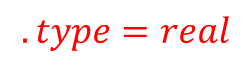 .type = real